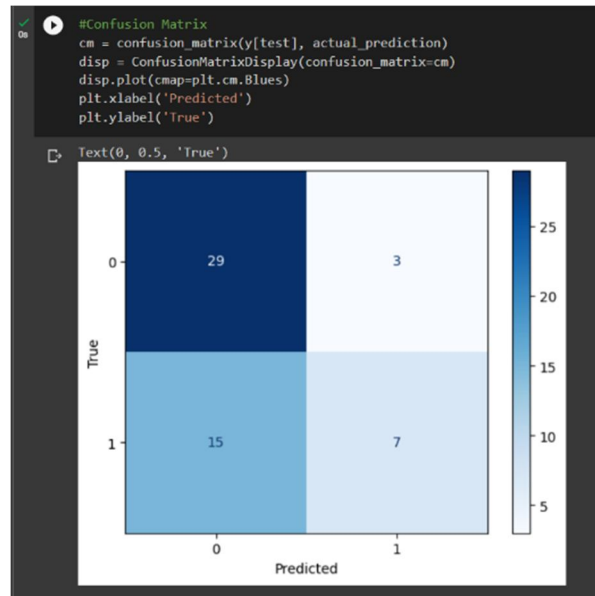 0s
#Confusion Matrix
cm = confusion_matrix(y[test], actual_prediction)
disp = ConfusionMatrixDisplay(confusion_matrix=cm)
disp.plot(cmap=plt.cm.Blues)
plt.xlabel('Predicted')
plt.ylabel('True')
Text(0, 0.5, 'True')
0
29
3
1
15
7
True
0
1
Predicted
25
20
15
10
5